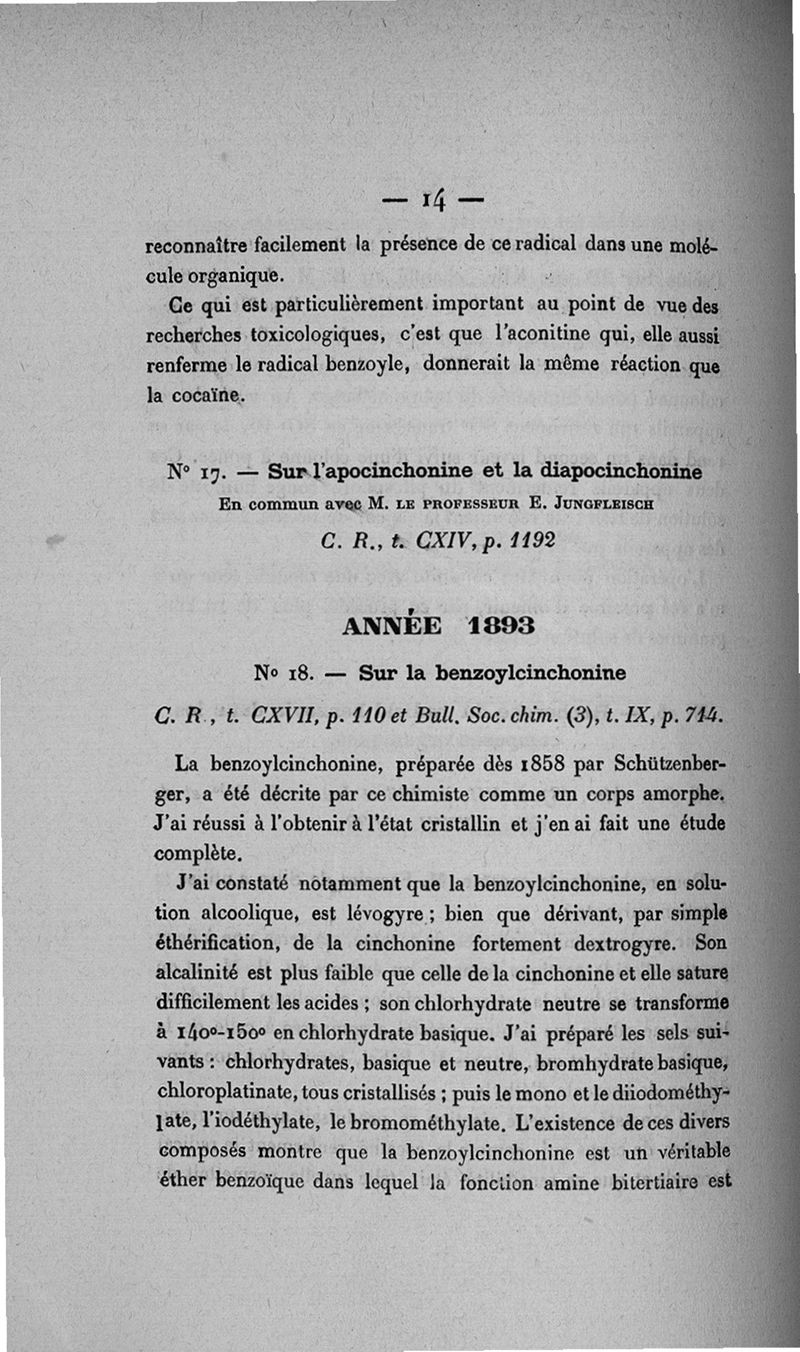 — 14 —
reconnaître facilement la présence de ce radical dans une molé-
cule organique.
Ce qui est particulièrement important au point de vue des
recherches toxicologiques, c'est que l'aconitine qui, elle aussi
renferme le radical benzoyle, donnerait la même réaction que
la cocaïne.
N° 17. — Sur l'apocinchonine et la diapocinchonine
En commun avec M. LE PROFESSEUR E. JUNGFLEISCH
C. R., t. CXIV, p. 1192
ANNÉE 1893
No 18. — Sur la benzoylcinchonine
C. R., t. CXVII, p. 110 et Bull. Soc. chim. (3), t. IX, p. 714.
La benzoylcinchonine, préparée dès 1858 par Schützenber-
ger, a été décrite par ce chimiste comme un corps amorphe.
J'ai réussi à l'obtenir à l'état cristallin et j'en ai fait une étude
complète.
J'ai constaté notamment que la benzoylcinchonine, en solu-
tion alcoolique, est lévogyre ; bien que dérivant, par simple
éthérification, de la cinchonine fortement dextrogyre. Son
alcalinité est plus faible que celle de la cinchonine et elle sature
difficilement les acides ; son chlorhydrate neutre se transforme
à 140°-150° en chlorhydrate basique. J'ai préparé les sels sui-
vants : chlorhydrates, basique et neutre, bromhydrate basique,
chloroplatinate, tous cristallisés ; puis le mono et le diiodométhy-
late, l'iodéthylate, le bromométhylate. L'existence de ces divers
composés montre que la benzoylcinchonine est un véritable
éther benzoïque dans lequel la fonction amine bitertiaire est